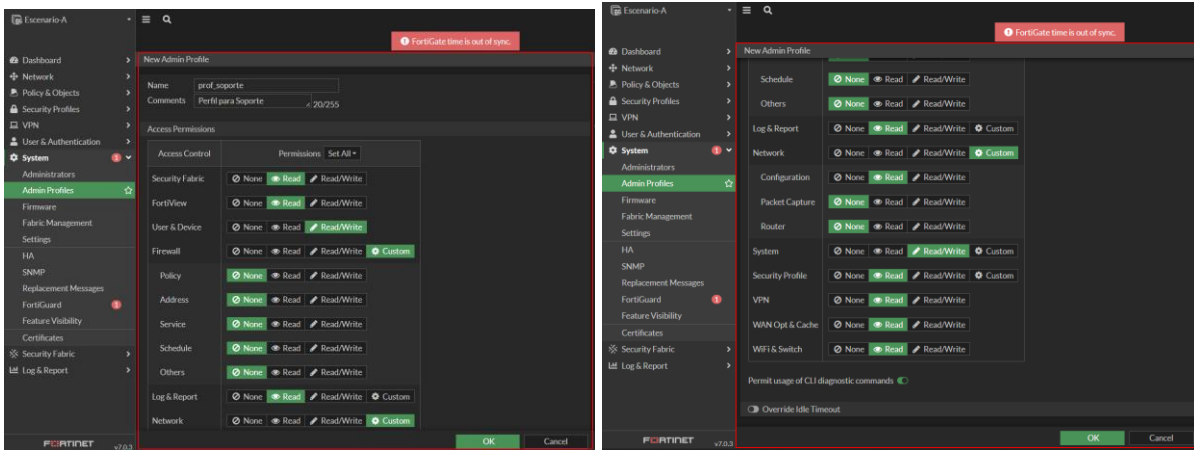 Escenario-A
FortiGate time is out of sync.
Dashboard
Network
Policy & Objects
Security Profiles
VPN
User & Authentication
System 1
Administrators
Admin Profiles
Firmware
Fabric Management
Settings
HA
SNMP
Replacement Messages
FortiGuard 1
Feature Visibility
Certificates
Security Fabric
Log & Report
FORTINET v7.0.3
New Admin Profile
Name prof_soporte
Comments Perfil para Soporte 20/255
Access Permissions
Access Control Permissions Set All
Security Fabric None Read Read/Write
FortiView None Read Read/Write
User & Device None Read Read/Write
Firewall None Read Read/Write Custom
Policy None Read Read/Write
Address None Read Read/Write
Service None Read Read/Write
Schedule None Read Read/Write
Others None Read Read/Write
Log & Report None Read Read/Write Custom
Network None Read Read/Write Custom
OK Cancel
Escenario-A
FortiGate time is out of sync.
Dashboard
Network
Policy & Objects
Security Profiles
VPN
User & Authentication
System 1
Administrators
Admin Profiles
Firmware
Fabric Management
Settings
HA
SNMP
Replacement Messages
FortiGuard 1
Feature Visibility
Certificates
Security Fabric
Log & Report
FORTINET v7.0.3
New Admin Profile
Schedule None Read Read/Write
Others None Read Read/Write
Log & Report None Read Read/Write Custom
Network None Read Read/Write Custom
Configuration None Read Read/Write
Packet Capture None Read Read/Write
Router None Read Read/Write
System None Read Read/Write Custom
Security Profile None Read Read/Write Custom
VPN None Read Read/Write
WAN Opt & Cache None Read Read/Write
WiFi & Switch None Read Read/Write
Permit usage of CLI diagnostic commands
Override Idle Timeout
OK Cancel